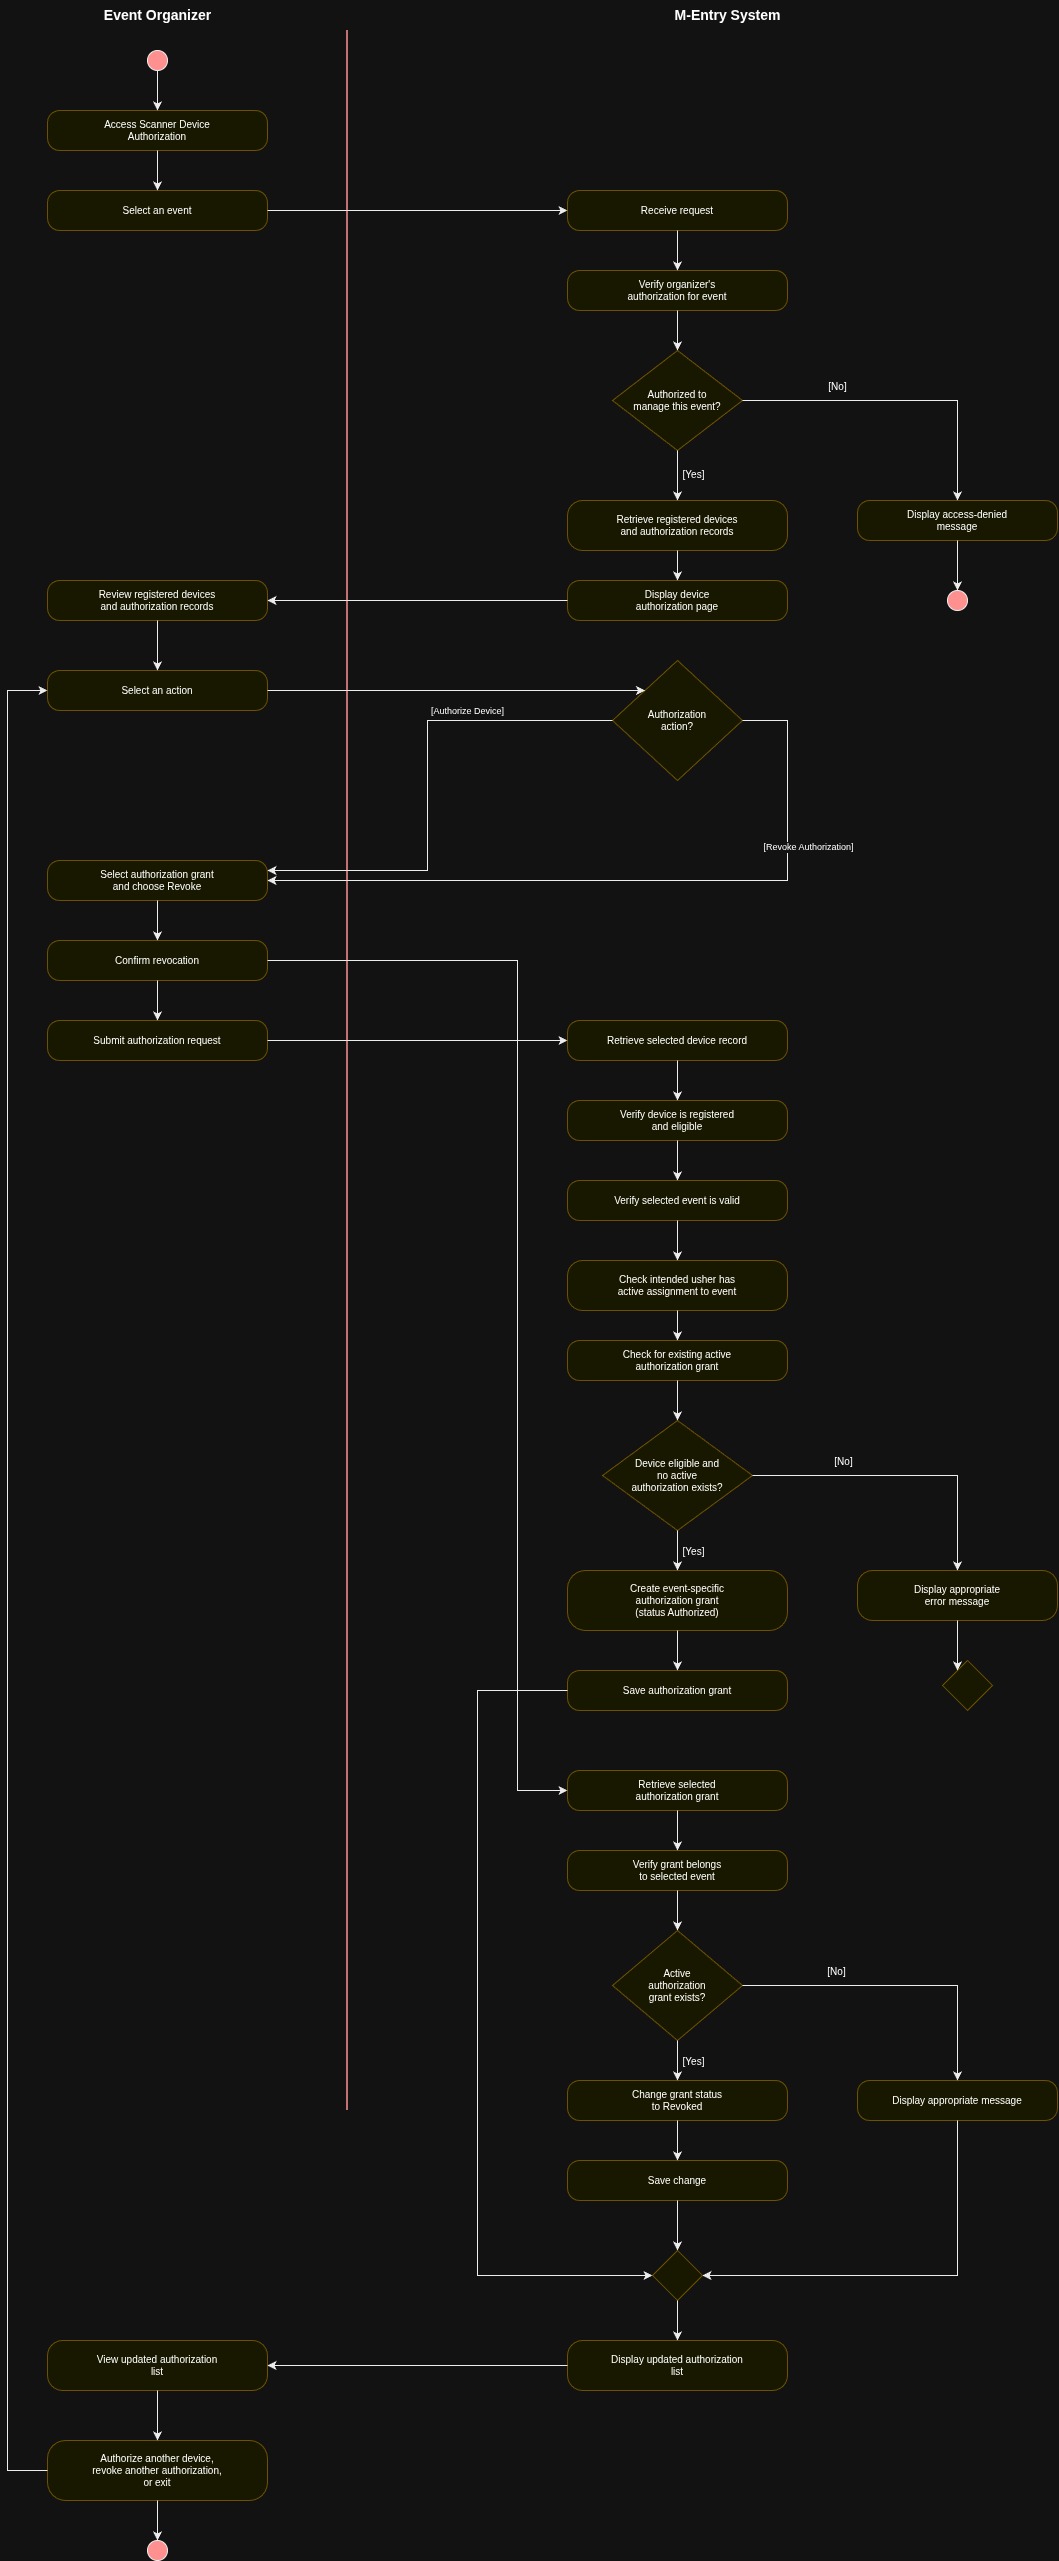 Event Organizer
M-Entry System
Access Scanner Device
Authorization
Select an event
Receive request
Verify organizer's
authorization for event
Authorized to
manage this event?
[No]
[Yes]
Retrieve registered devices
and authorization records
Display access-denied
message
Review registered devices
and authorization records
Display device
authorization page
Select an action
Authorization
action?
[Authorize Device]
[Revoke Authorization]
Select authorization grant
and choose Revoke
Confirm revocation
Submit authorization request
Retrieve selected device record
Verify device is registered
and eligible
Verify selected event is valid
Check intended usher has
active assignment to event
Check for existing active
authorization grant
Device eligible and
no active
authorization exists?
[No]
[Yes]
Create event-specific
authorization grant
(status Authorized)
Display appropriate
error message
Save authorization grant
Retrieve selected
authorization grant
Verify grant belongs
to selected event
Active
authorization
grant exists?
[No]
[Yes]
Change grant status
to Revoked
Display appropriate message
Save change
View updated authorization
list
Display updated authorization
list
Authorize another device,
revoke another authorization,
or exit